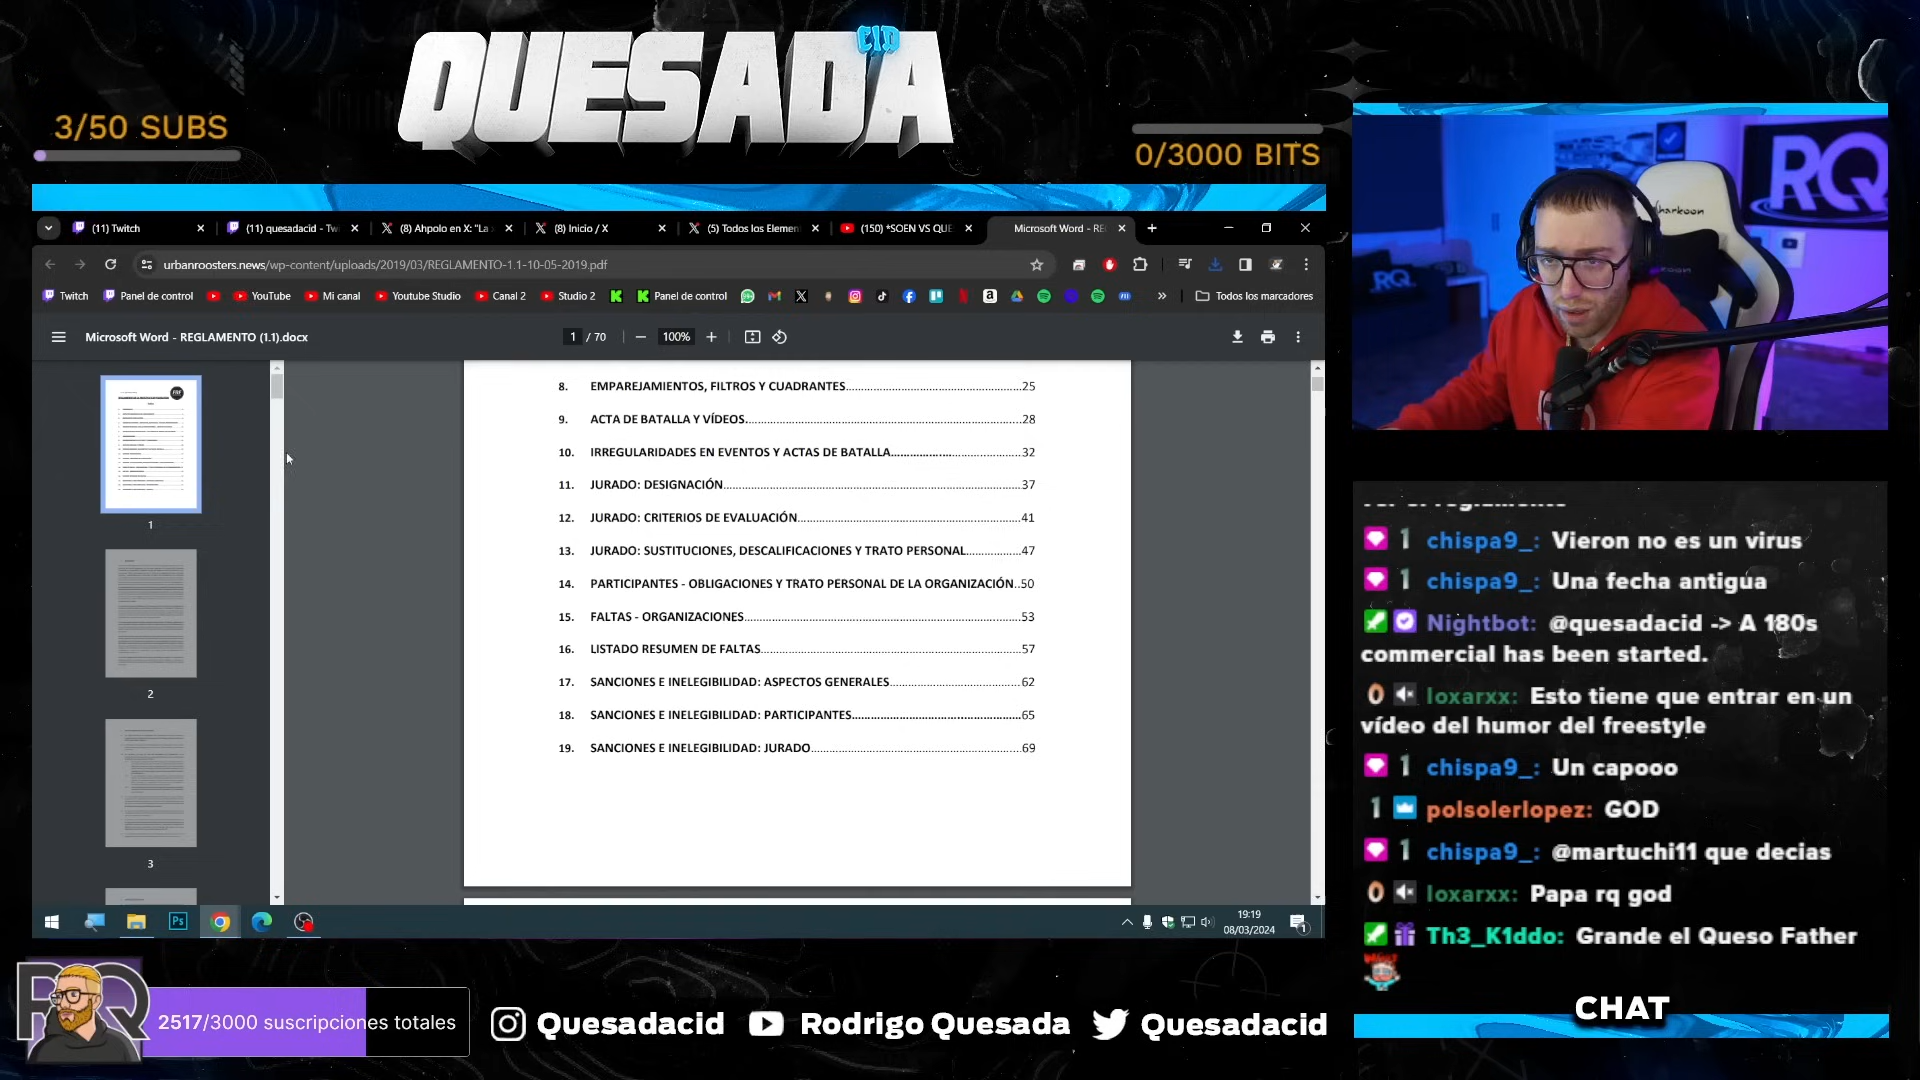 QUESADA
CID
3/50 SUBS
0/3000 BITS
(11) Twitch
(11) quesadacid - Tw
(8) Ahpolo en X: "La
(8) Inicio / X
(5) Todos los Elemen
(150) *SOEN VS QUE
Microsoft Word - RE
urbanroosters.news/wp-content/uploads/2019/03/REGLAMENTO-1.1-10-05-2019.pdf
Twitch
Panel de control
YouTube
Mi canal
Youtube Studio
Canal 2
Studio 2
Panel de control
Todos los marcadores
Microsoft Word - REGLAMENTO (1.1).docx
1 / 70
100%
8. EMPAREJAMIENTOS, FILTROS Y CUADRANTES 25
9. ACTA DE BATALLA Y VÍDEOS 28
10. IRREGULARIDADES EN EVENTOS Y ACTAS DE BATALLA 32
11. JURADO: DESIGNACIÓN 37
12. JURADO: CRITERIOS DE EVALUACIÓN 41
13. JURADO: SUSTITUCIONES, DESCALIFICACIONES Y TRATO PERSONAL 47
14. PARTICIPANTES - OBLIGACIONES Y TRATO PERSONAL DE LA ORGANIZACIÓN 50
15. FALTAS - ORGANIZACIONES 53
16. LISTADO RESUMEN DE FALTAS 57
17. SANCIONES E INELEGIBILIDAD: ASPECTOS GENERALES 62
18. SANCIONES E INELEGIBILIDAD: PARTICIPANTES 65
19. SANCIONES E INELEGIBILIDAD: JURADO 69
1
2
3
Ps
19:19
08/03/2024
RQ
RQ
harkoon
1 chispa9_: Vieron no es un virus
1 chispa9_: Una fecha antigua
Nightbot: @quesadacid -> A 180s
commercial has been started.
loxarxx: Esto tiene que entrar en un
vídeo del humor del freestyle
1 chispa9_: Un capooo
1 polsolerlopez: GOD
1 chispa9_: @martuchi11 que decias
loxarxx: Papa rq god
Th3_K1ddo: Grande el Queso Father
CHAT
RQ
2517/3000 suscripciones totales
Quesadacid
Rodrigo Quesada
Quesadacid